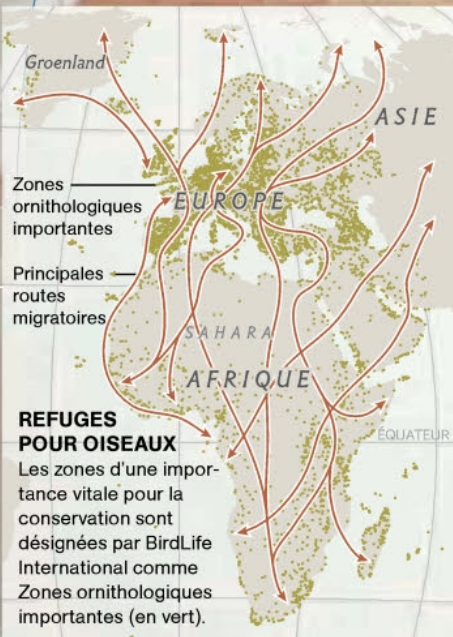 Groenland
ASIE
Zones
ornithologiques
importantes
EUROPE
Principales
routes
migratoires
SAHARA
AFRIQUE
ÉQUATEUR
REFUGES
POUR OISEAUX
Les zones d'une impor-
tance vitale pour la
conservation sont
désignées par BirdLife
International comme
Zones ornithologiques
importantes (en vert).